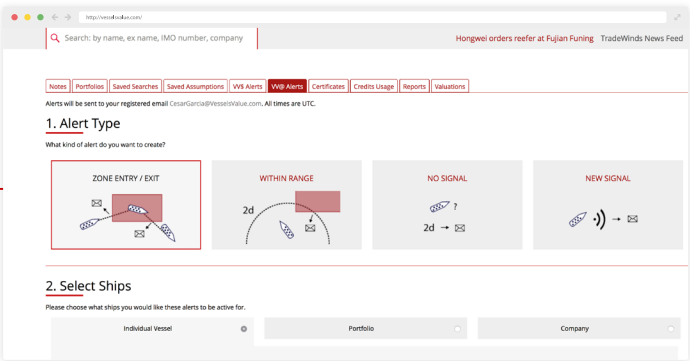 http://vesselsvalue.com/
Search: by name, ex name, IMO number, company
Hongwei orders reefer at Fujian Funing TradeWinds News Feed
Notes Portfolios Saved Searches Saved Assumptions VV$ Alerts VV@ Alerts Certificates Credits Usage Reports Valuations
Alerts will be sent to your registered email CesarGarcia@VesselsValue.com. All times are UTC.
1. Alert Type
What kind of alert do you want to create?
ZONE ENTRY / EXIT WITHIN RANGE NO SIGNAL NEW SIGNAL
2d
?
2d
2. Select Ships
Please choose what ships you would like these alerts to be active for.
Individual Vessel Portfolio Company